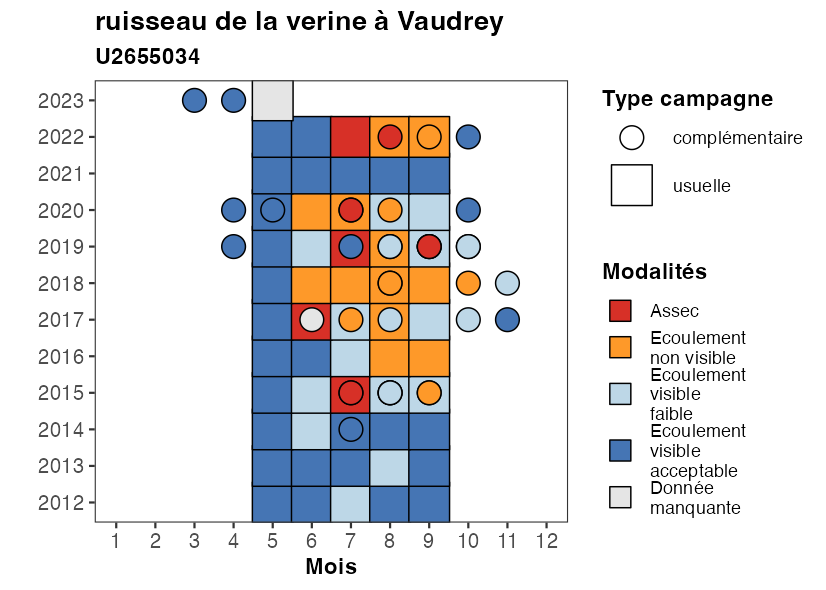 ruisseau de la verine à Vaudrey
U2655034
2023
2022
2021
2020
2019
2018
2017
2016
2015
2014
2013
2012
1 2 3 4 5 6 7 8 9 10 11 12
Mois
Type campagne
complémentaire
usuelle
Modalités
Assec
Ecoulement
non visible
Ecoulement
visible
faible
Ecoulement
visible
acceptable
Donnée
manquante